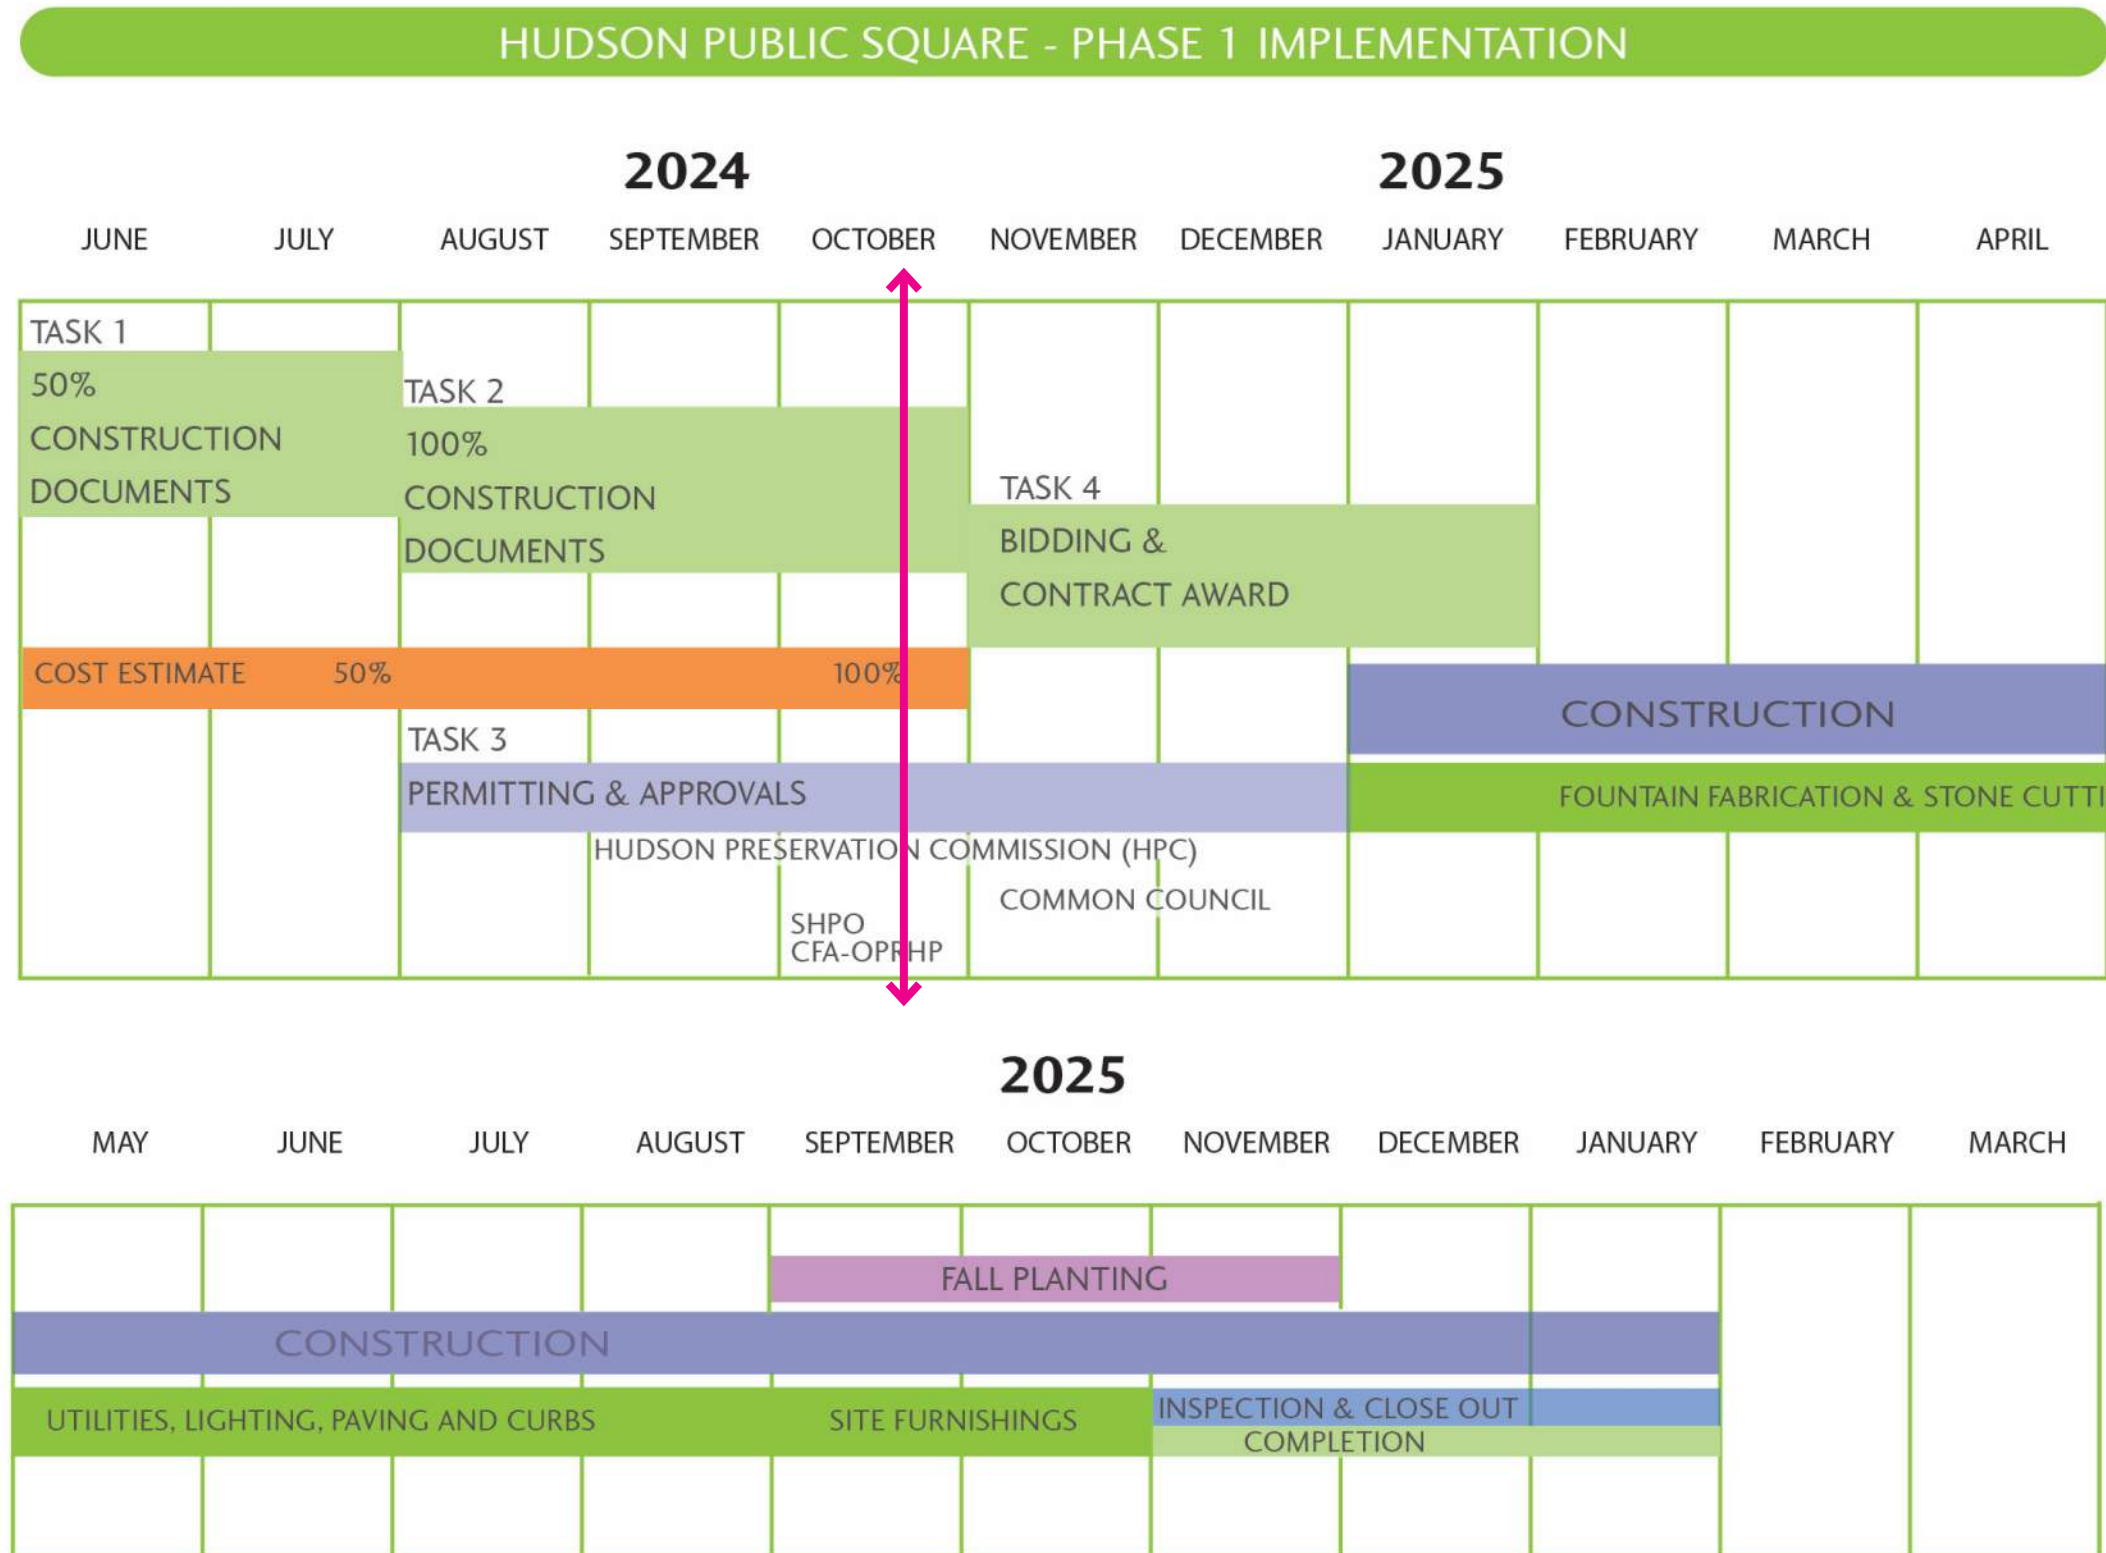 HUDSON PUBLIC SQUARE - PHASE 1 IMPLEMENTATION
2024 2025
JUNE JULY AUGUST SEPTEMBER OCTOBER NOVEMBER DECEMBER JANUARY FEBRUARY MARCH APRIL
TASK 1
50%
CONSTRUCTION
DOCUMENTS
TASK 2
100%
CONSTRUCTION
DOCUMENTS
TASK 4
BIDDING &
CONTRACT AWARD
COST ESTIMATE 50% 100%
CONSTRUCTION
TASK 3
PERMITTING & APPROVALS
FOUNTAIN FABRICATION & STONE CUTTI
HUDSON PRESERVATION COMMISSION (HPC)
COMMON COUNCIL
SHPO
CFA-OPRHP
2025
MAY JUNE JULY AUGUST SEPTEMBER OCTOBER NOVEMBER DECEMBER JANUARY FEBRUARY MARCH
FALL PLANTING
CONSTRUCTION
UTILITIES, LIGHTING, PAVING AND CURBS SITE FURNISHINGS
INSPECTION & CLOSE OUT
COMPLETION